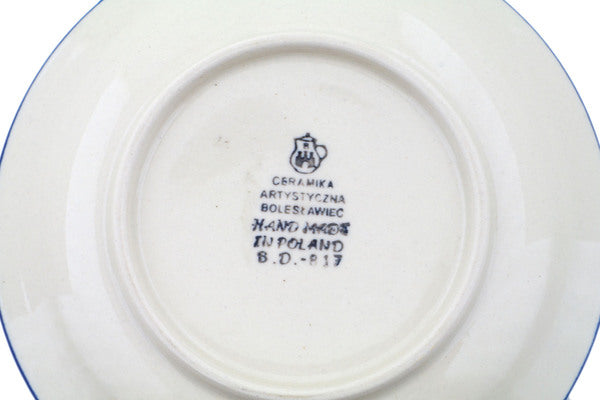 CERAMIKA
ARTYSTYCZNA
BOLESŁAWIEC
HAND MADE
IN POLAND
B.D.-817